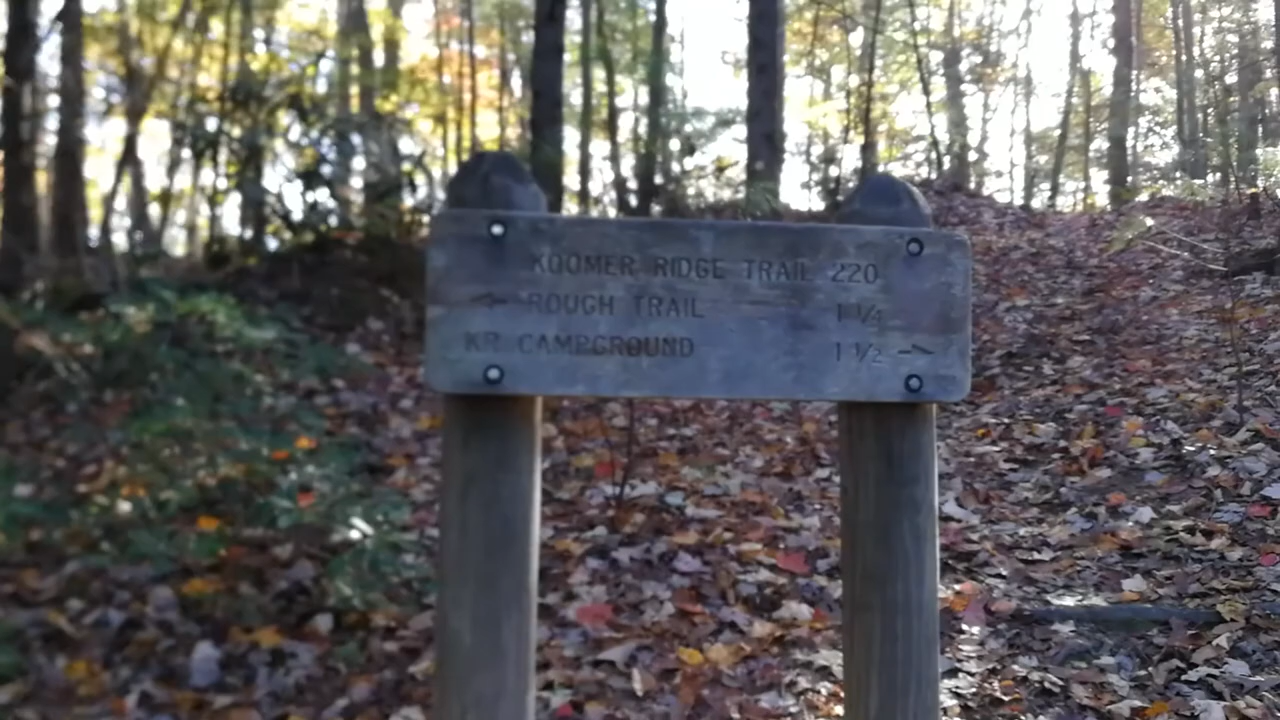 KOOMER RIDGE TRAIL 220
← ROUGH TRAIL 1 1/4
KR CAMPGROUND 1 1/2 →